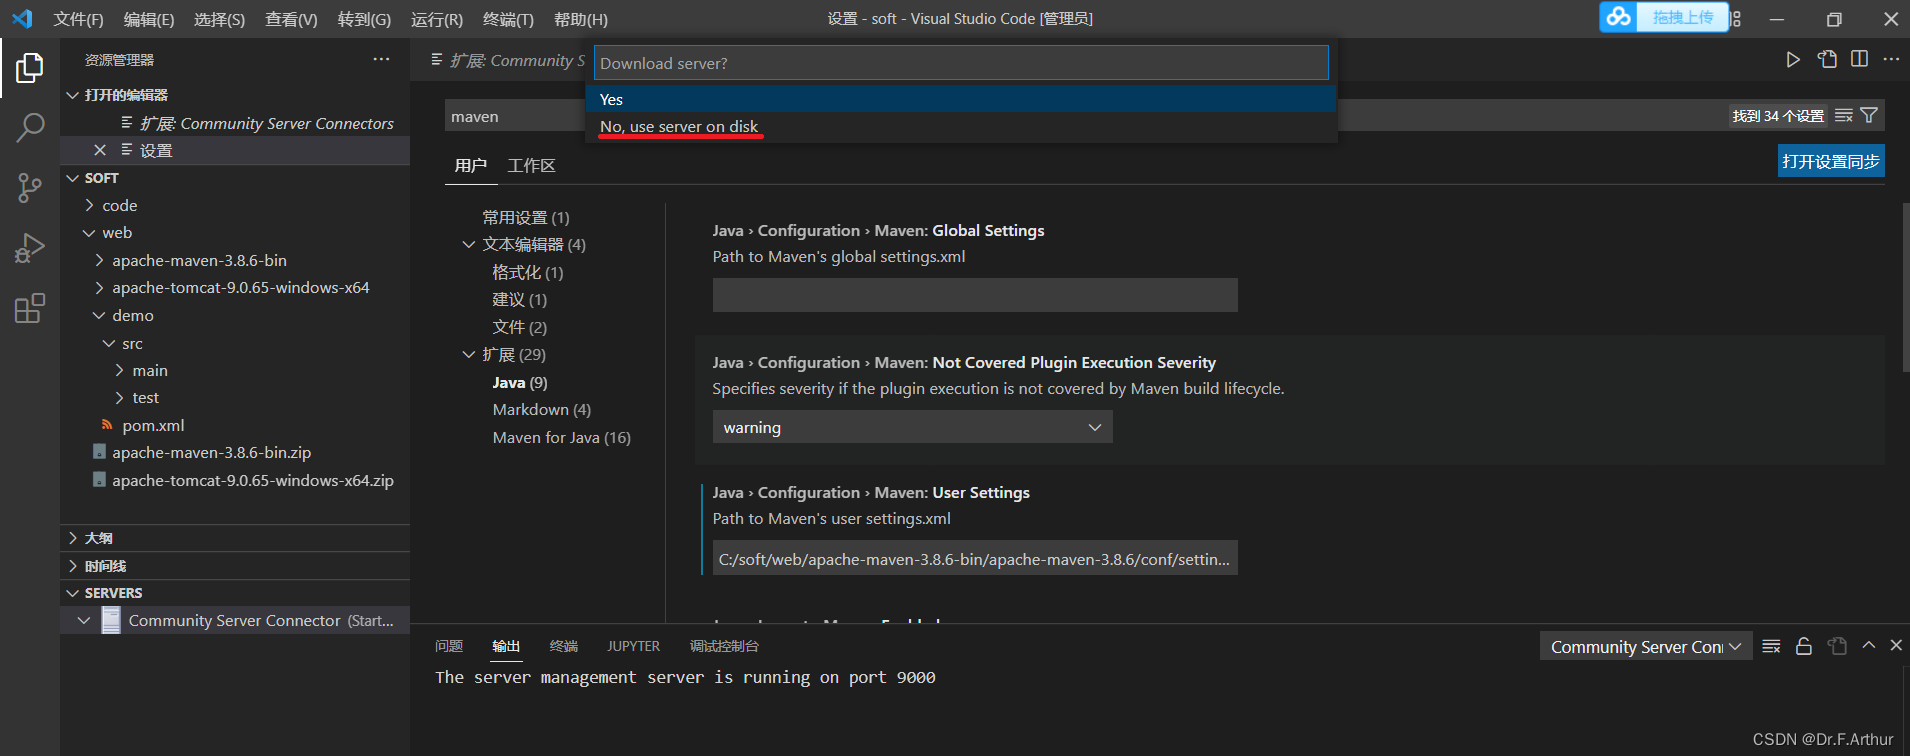 文件(F) 编辑(E) 选择(S) 查看(V) 转到(G) 运行(R) 终端(T) 帮助(H) 设置 - soft - Visual Studio Code [管理员] 拖拽上传
资源管理器 ···
打开的编辑器
扩展: Community Server Connectors
设置
SOFT
code
web
apache-maven-3.8.6-bin
apache-tomcat-9.0.65-windows-x64
demo
src
main
test
pom.xml
apache-maven-3.8.6-bin.zip
apache-tomcat-9.0.65-windows-x64.zip
大纲
时间线
SERVERS
Community Server Connector (Start...
扩展: Community S
Download server?
Yes
No, use server on disk
maven
找到 34 个设置
用户 工作区
打开设置同步
常用设置 (1)
文本编辑器 (4)
格式化 (1)
建议 (1)
文件 (2)
扩展 (29)
Java (9)
Markdown (4)
Maven for Java (16)
Java › Configuration › Maven: Global Settings
Path to Maven's global settings.xml
Java › Configuration › Maven: Not Covered Plugin Execution Severity
Specifies severity if the plugin execution is not covered by Maven build lifecycle.
warning
Java › Configuration › Maven: User Settings
Path to Maven's user settings.xml
C:/soft/web/apache-maven-3.8.6-bin/apache-maven-3.8.6/conf/settin...
问题 输出 终端 JUPYTER 调试控制台
Community Server Con
The server management server is running on port 9000
CSDN @Dr.F.Arthur